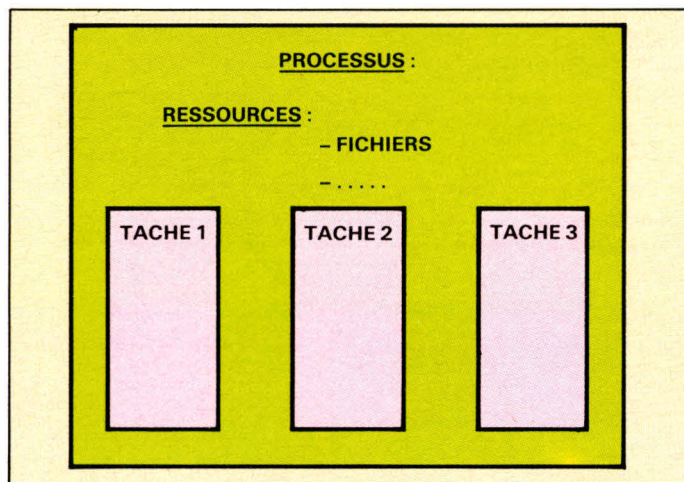 PROCESSUS :
RESSOURCES :
– FICHIERS
– . . . . .
TACHE 1
TACHE 2
TACHE 3